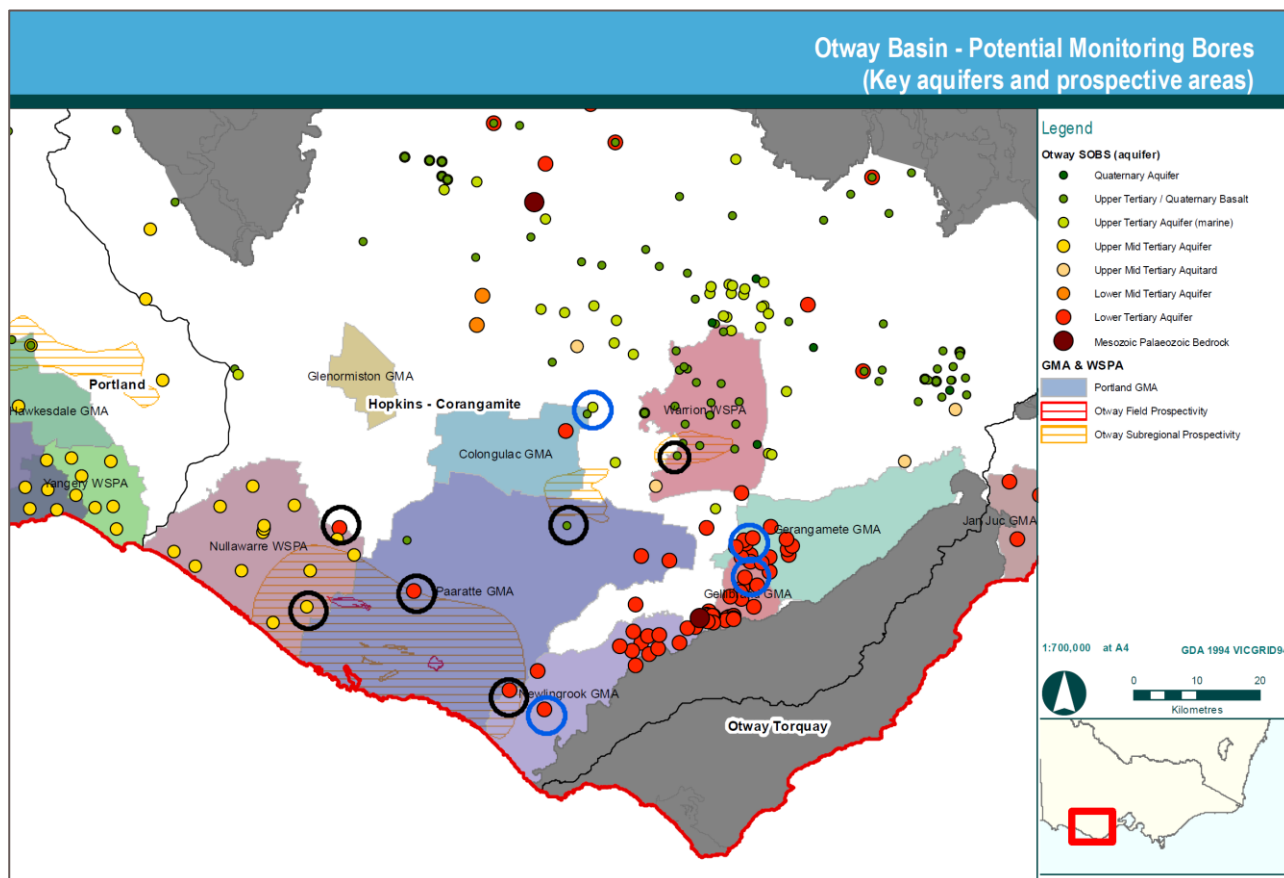 Otway Basin - Potential Monitoring Bores
(Key aquifers and prospective areas)
Legend
Otway SOBS (aquifer)
Quaternary Aquifer
Upper Tertiary / Quaternary Basalt
Upper Tertiary Aquifer (marine)
Upper Mid Tertiary Aquifer
Upper Mid Tertiary Aquitard
Lower Mid Tertiary Aquifer
Lower Tertiary Aquifer
Mesozoic Palaeozoic Bedrock
GMA & WSPA
Portland GMA
Otway Field Prospectivity
Otway Subregional Prospectivity
Glenormiston GMA
Portland
Hopkins - Corangamite
Hawkesdale GMA
Warrion WSPA
Colongulac GMA
Yangery WSPA
Nullawarre WSPA
Gerangamete GMA
Jan Juc GMA
Paaratte GMA
Gellibrand GMA
Newlingrook GMA
Otway Torquay
1:700,000 at A4
GDA 1994 VICGRID94
0 10 20
Kilometres